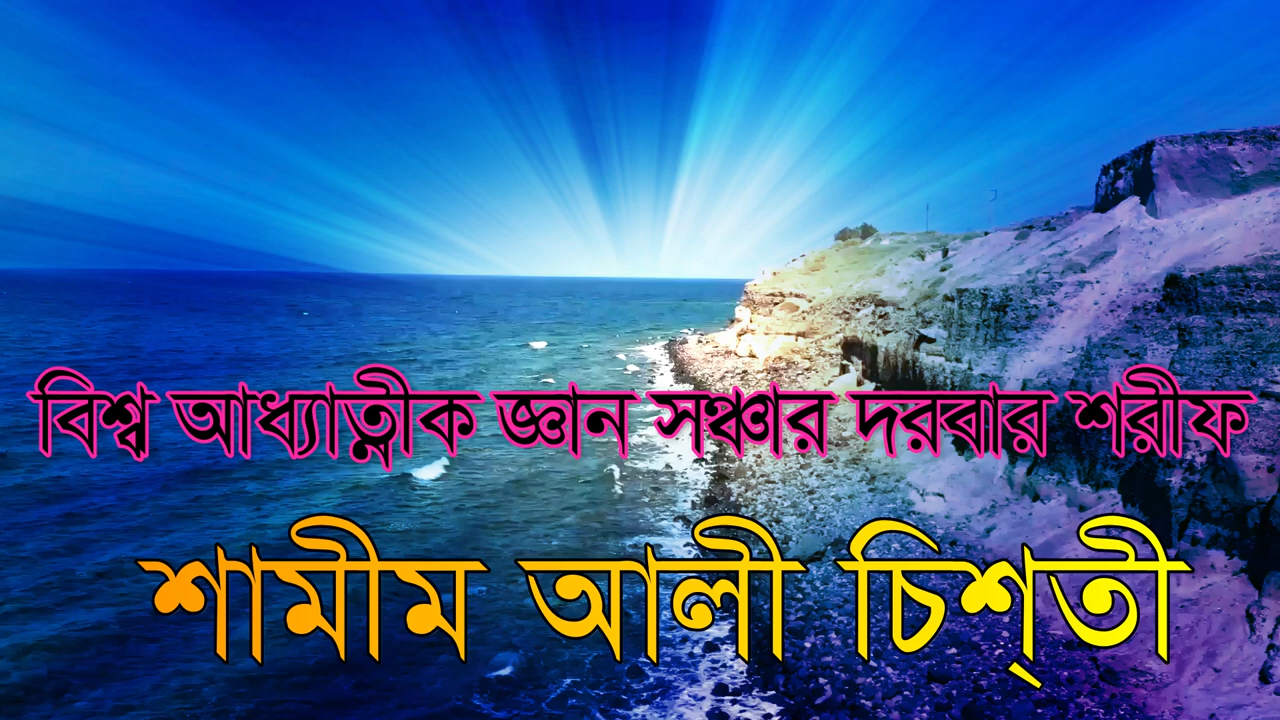 বিশ্ব আধ্যাত্নীক জ্ঞান সঞ্চার দরবার শরীফ
শামীম আলী চিশ্‌তী